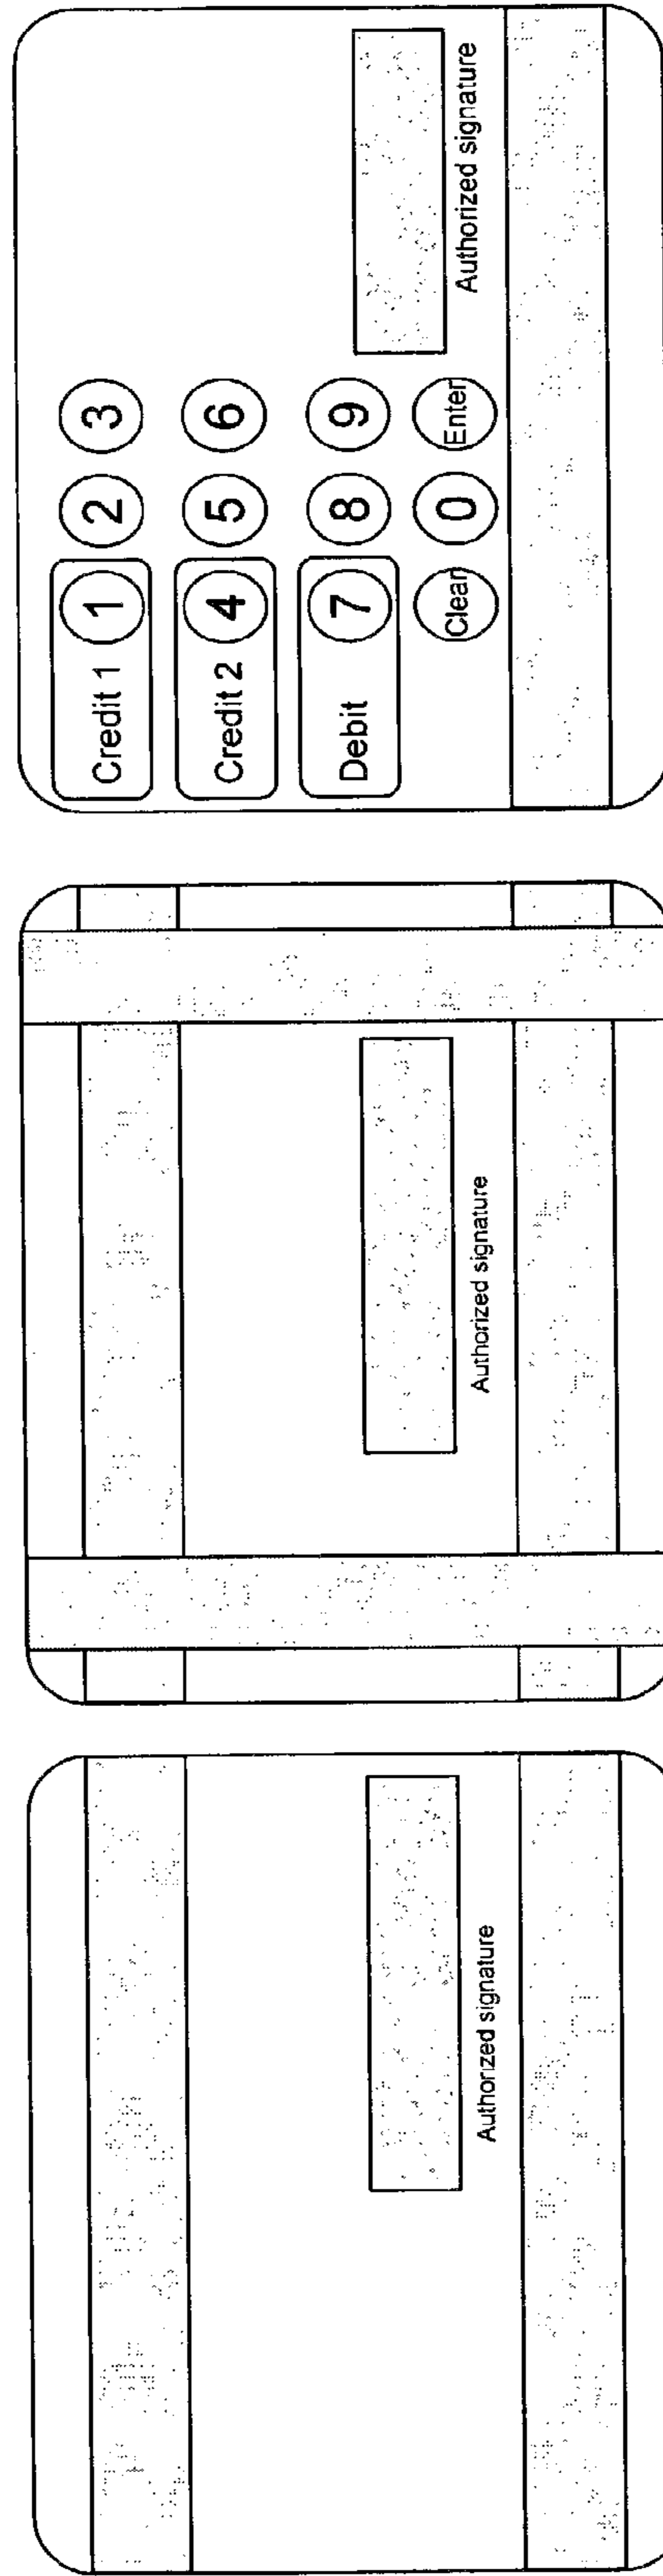 Authorized signature
Authorized signature
Credit 1 1 2 3
Credit 2 4 5 6
Debit 7 8 9
Clear 0 Enter
Authorized signature